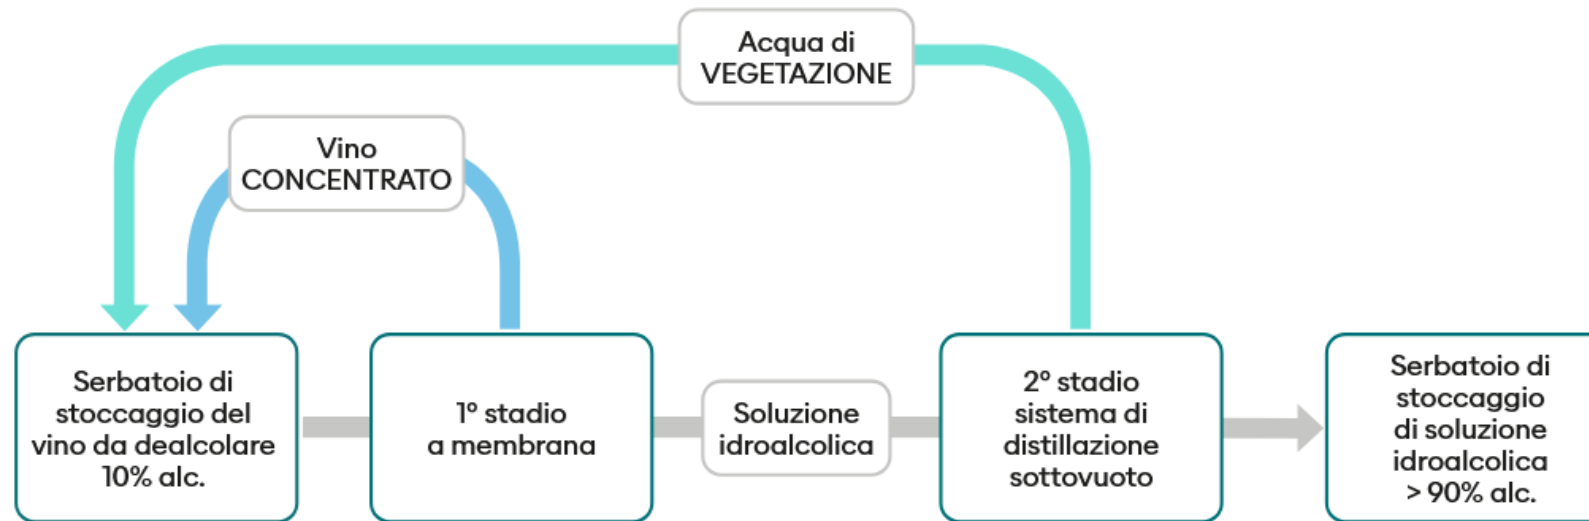 Acqua di
VEGETAZIONE
Vino
CONCENTRATO
Serbatoio di
stoccaggio del
vino da dealcolare
10% alc.
1° stadio
a membrana
Soluzione
idroalcolica
2° stadio
sistema di
distillazione
sottovuoto
Serbatoio di
stoccaggio
di soluzione
idroalcolica
> 90% alc.